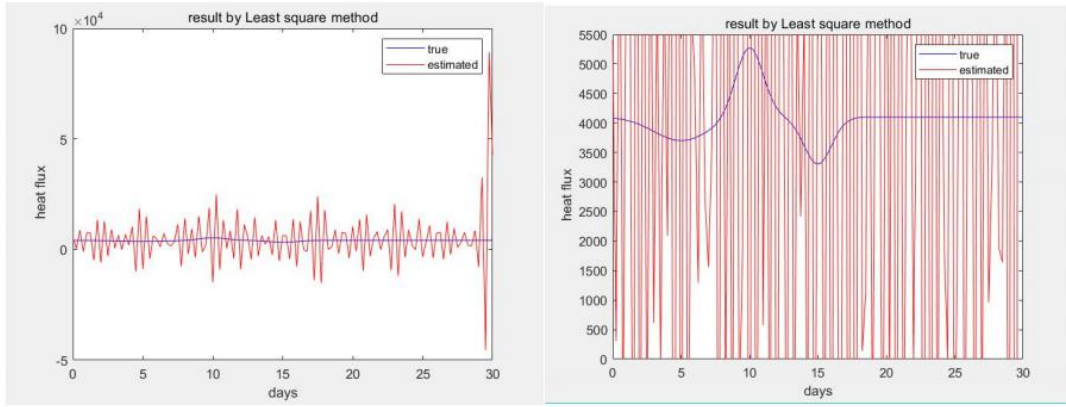 result by Least square method
×10⁴
10
5
0
-5
heat flux
true
estimated
0 5 10 15 20 25 30
days
result by Least square method
5500
5000
4500
4000
3500
3000
2500
2000
1500
1000
500
0
heat flux
true
estimated
0 5 10 15 20 25 30
days